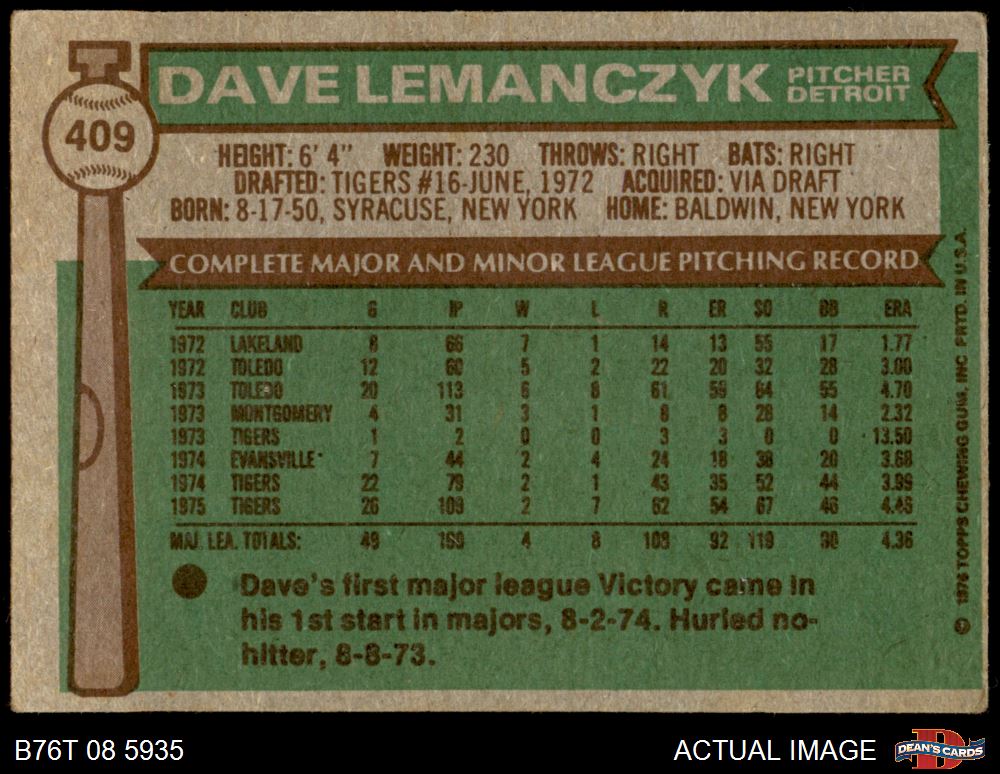 DAVE LEMANCZYK PITCHER DETROIT
409
HEIGHT: 6' 4" WEIGHT: 230 THROWS: RIGHT BATS: RIGHT
DRAFTED: TIGERS #16-JUNE, 1972 ACQUIRED: VIA DRAFT
BORN: 8-17-50, SYRACUSE, NEW YORK HOME: BALDWIN, NEW YORK
COMPLETE MAJOR AND MINOR LEAGUE PITCHING RECORD
YEAR CLUB G IP W L R ER SO BB ERA
1972 LAKELAND 8 66 7 1 14 13 55 17 1.77
1972 TOLEDO 12 60 5 2 22 20 32 28 3.00
1973 TOLEDO 20 113 6 8 61 59 64 55 4.70
1973 MONTGOMERY 4 31 3 1 8 8 28 14 2.32
1973 TIGERS 1 2 0 0 3 3 0 0 13.50
1974 EVANSVILLE 7 44 2 4 24 18 38 20 3.68
1974 TIGERS 22 79 2 1 43 35 52 44 3.99
1975 TIGERS 26 109 2 7 62 54 67 46 4.46
MAJ. LEA. TOTALS: 49 4 8 108 92 119 90 4.36
Dave's first major league Victory came in
his 1st start in majors, 8-2-74. Hurled no-
hitter, 8-8-73.
© 1976 TOPPS CHEWING GUM, INC PRTD. IN U.S.A.
B76T 08 5935
ACTUAL IMAGE
D
DEAN'S CARDS